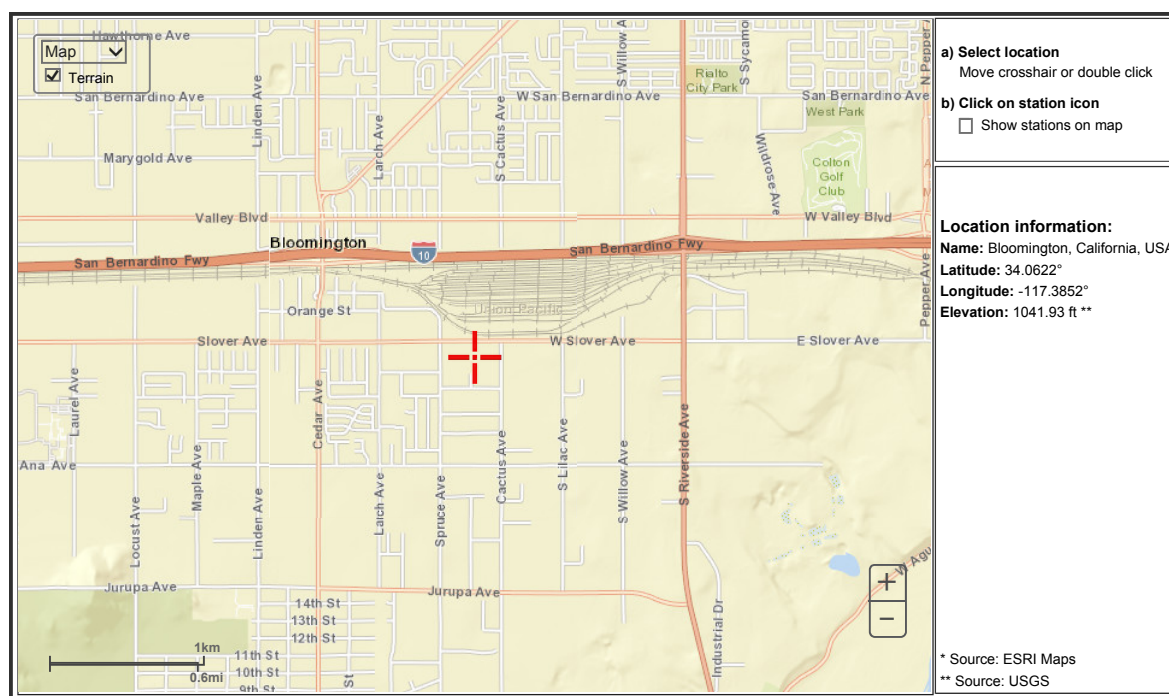 Hawthorne Ave
Map
Terrain
San Bernardino Ave
W San Bernardino Ave
San Bernardino Ave
Linden Ave
Larch Ave
S Cactus Ave
S Willow A
S Sycamo
N Pepper A
Rialto
City Park
West Park
Marygold Ave
Wildrose Ave
Colton
Golf
Club
Valley Blvd
W Valley Blvd
Bloomington
10
San Bernardino Fwy
San Bernardino Fwy
Union Pacific
Orange St
Pepper Ave
Slover Ave
W Slover Ave
E Slover Ave
Laurel Ave
Cedar Ave
S Riverside Ave
Ana Ave
Locust Ave
Maple Ave
Linden Ave
Laich Ave
Spruce Ave
Cactus Ave
S Lilac Ave
S Willow Ave
W Agu
Jurupa Ave
Jurupa Ave
Industrial Dr
14th St
13th St
12th St
11th St
10th St
9th St
St
1km
0.6mi
+
−
a) Select location
Move crosshair or double click
b) Click on station icon
Show stations on map
Location information:
Name: Bloomington, California, USA
Latitude: 34.0622°
Longitude: -117.3852°
Elevation: 1041.93 ft **
* Source: ESRI Maps
** Source: USGS